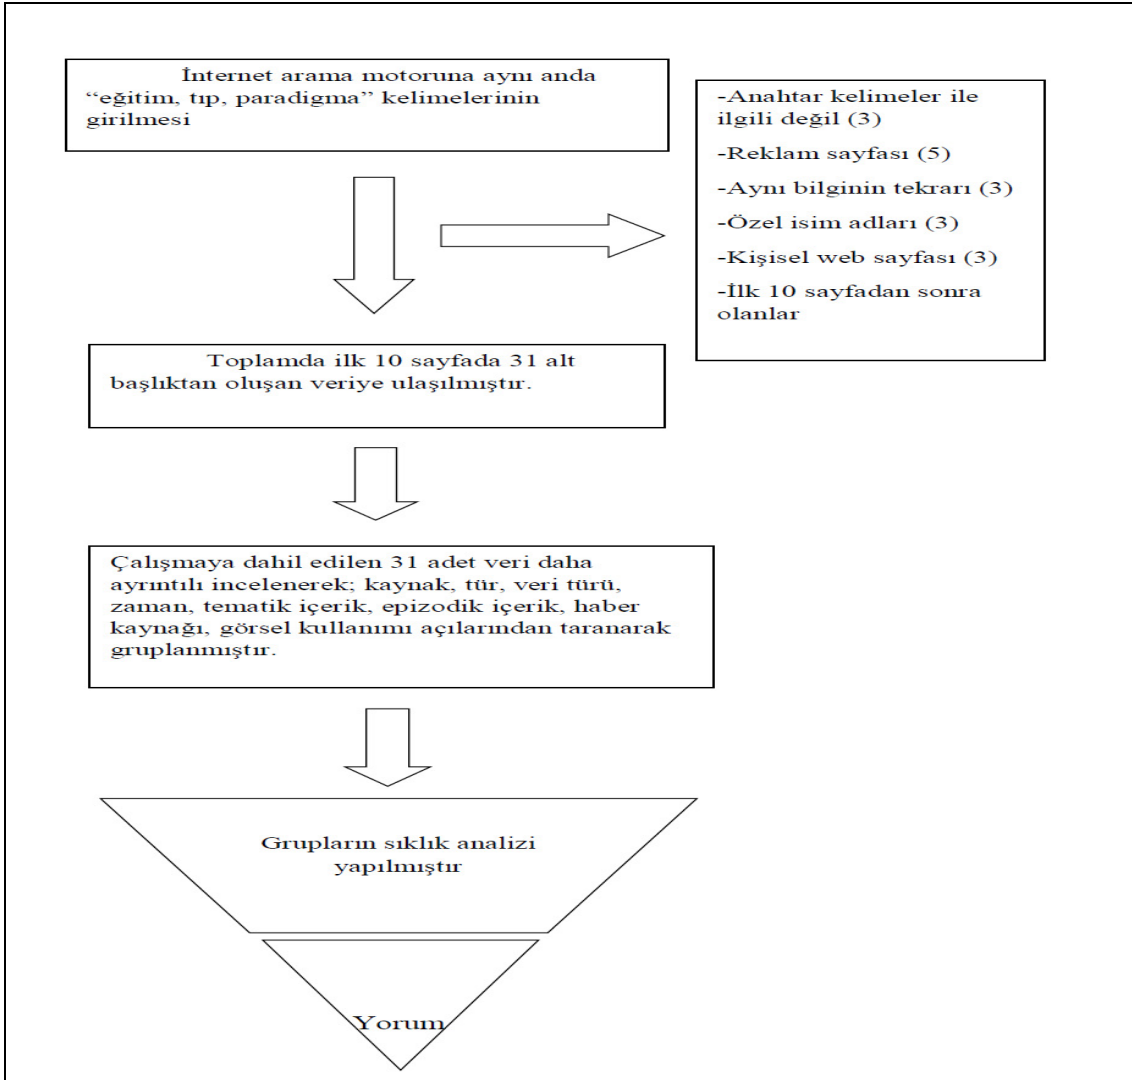 İnternet arama motoruna aynı anda
“eğitim, tıp, paradigma” kelimelerinin
girilmesi
-Anahtar kelimeler ile
ilgili değil (3)
-Reklam sayfası (5)
-Aynı bilginin tekrarı (3)
-Özel isim adları (3)
-Kişisel web sayfası (3)
-İlk 10 sayfadan sonra
olanlar
Toplamda ilk 10 sayfada 31 alt
başlıktan oluşan veriye ulaşılmıştır.
Çalışmaya dahil edilen 31 adet veri daha
ayrıntılı incelenerek; kaynak, tür, veri türü,
zaman, tematik içerik, epizodik içerik, haber
kaynağı, görsel kullanımı açılarından taranarak
gruplanmıştır.
Grupların sıklık analizi
yapılmıştır
Yorum